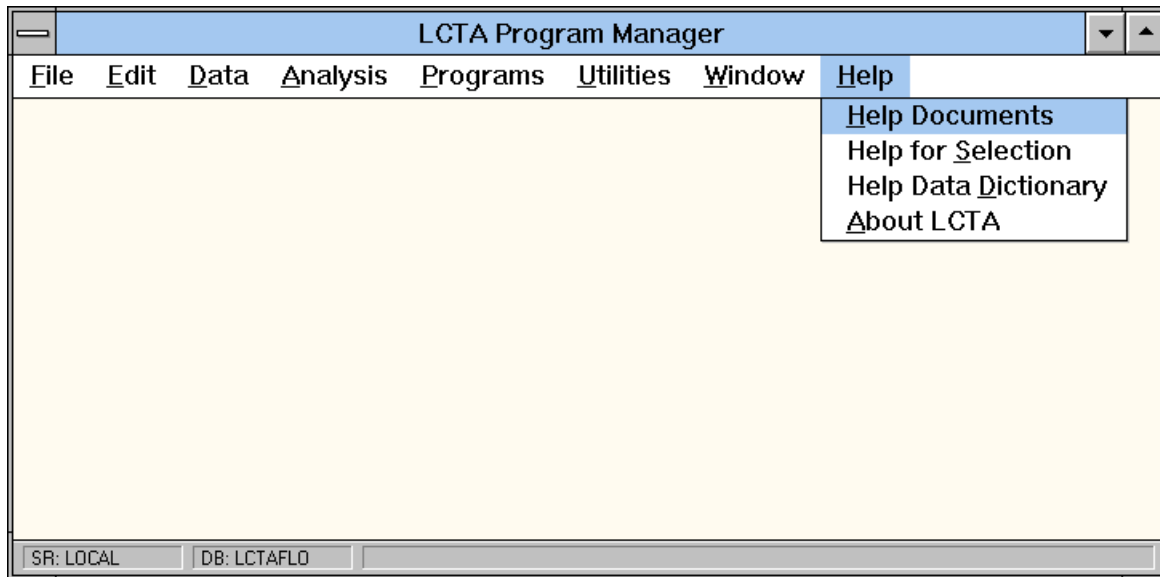 LCTA Program Manager
File Edit Data Analysis Programs Utilities Window Help
Help Documents
Help for Selection
Help Data Dictionary
About LCTA
SR: LOCAL DB: LCTAFLO